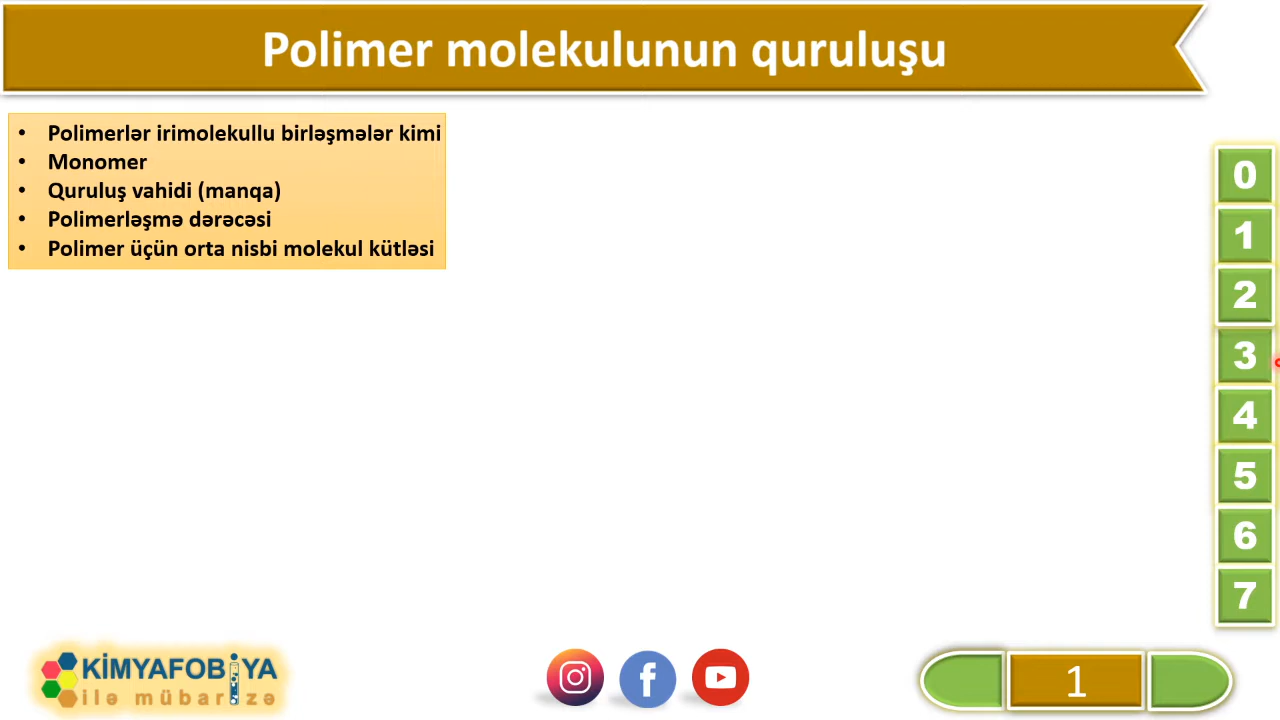 Polimer molekulunun quruluşu
• Polimerlər irimolekullu birləşmələr kimi
• Monomer
• Quruluş vahidi (manqa)
• Polimerləşmə dərəcəsi
• Polimer üçün orta nisbi molekul kütləsi
0
1
2
3
4
5
6
7
KİMYAFOBİYA
ilə mübarizə
1